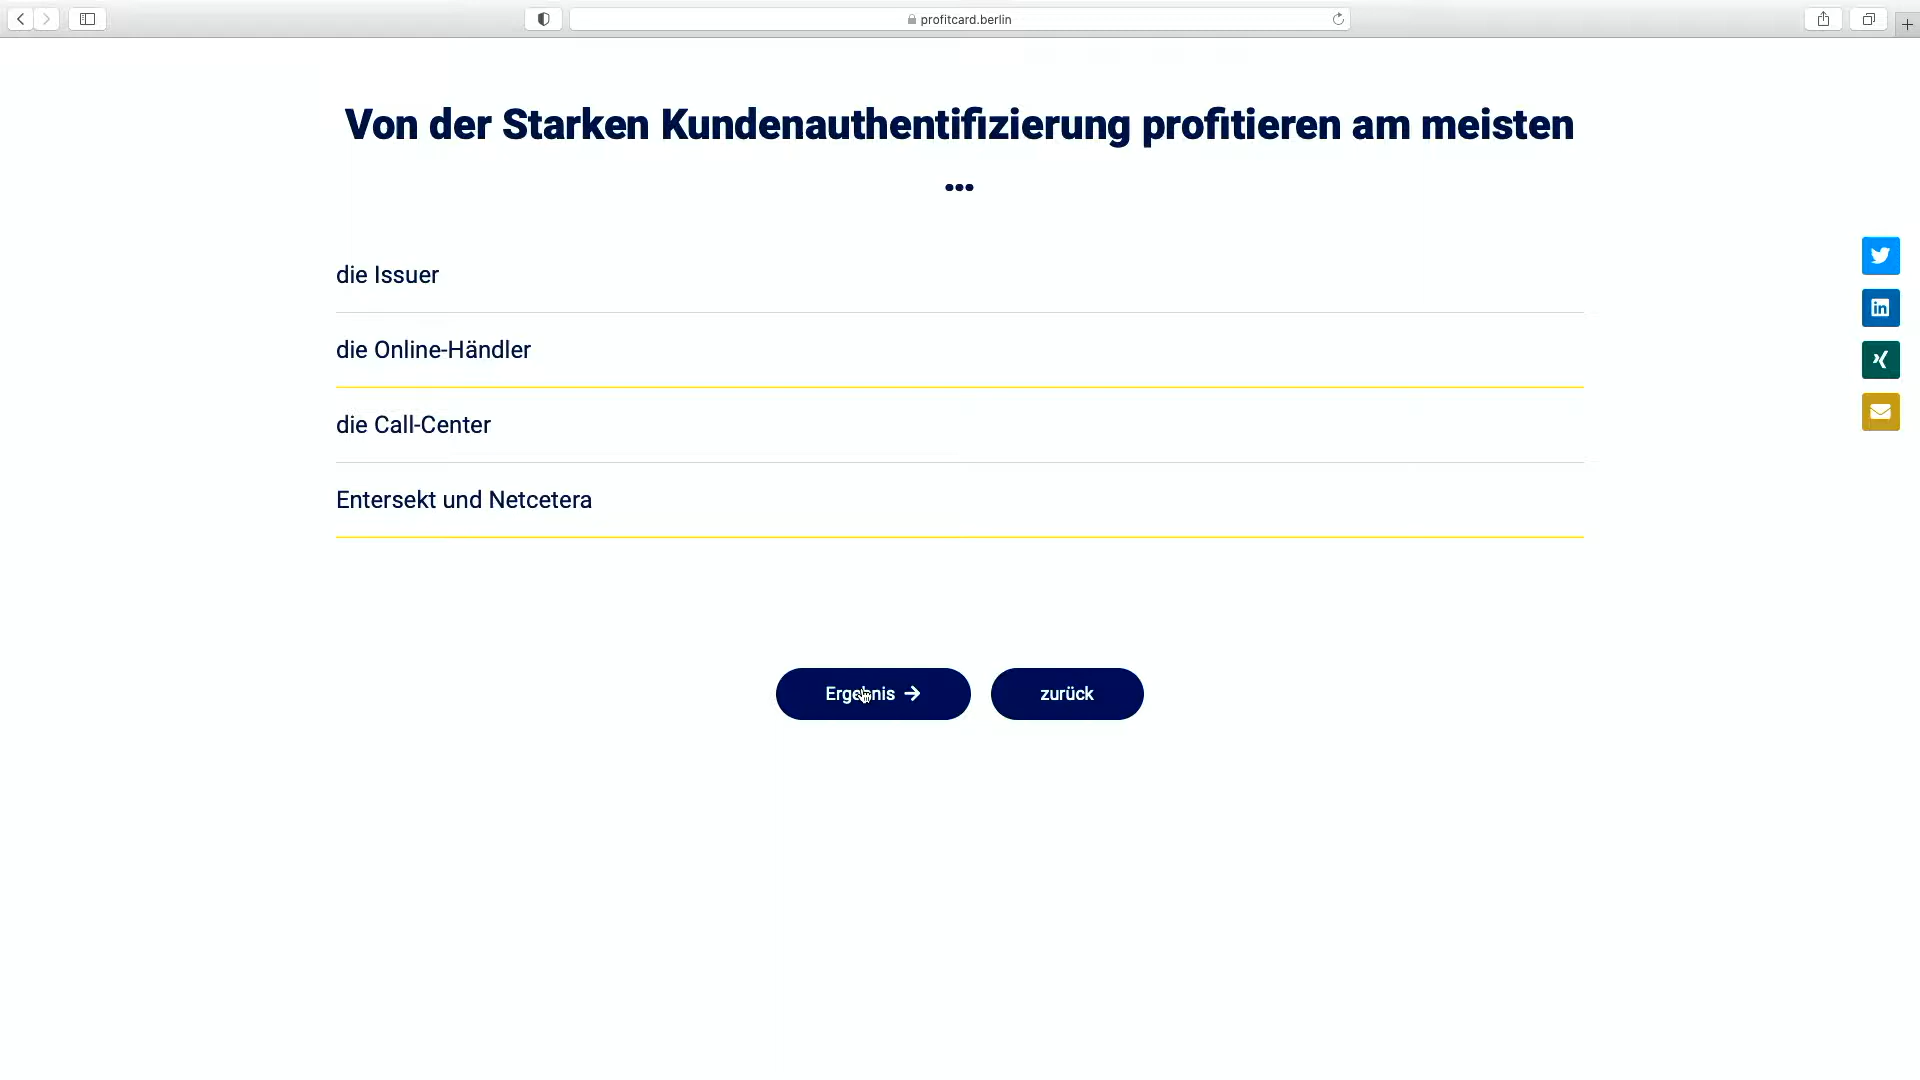 profitcard.berlin
Von der Starken Kundenauthentifizierung profitieren am meisten
...
die Issuer
die Online-Händler
die Call-Center
Entersekt und Netcetera
Ergebnis → zurück
in